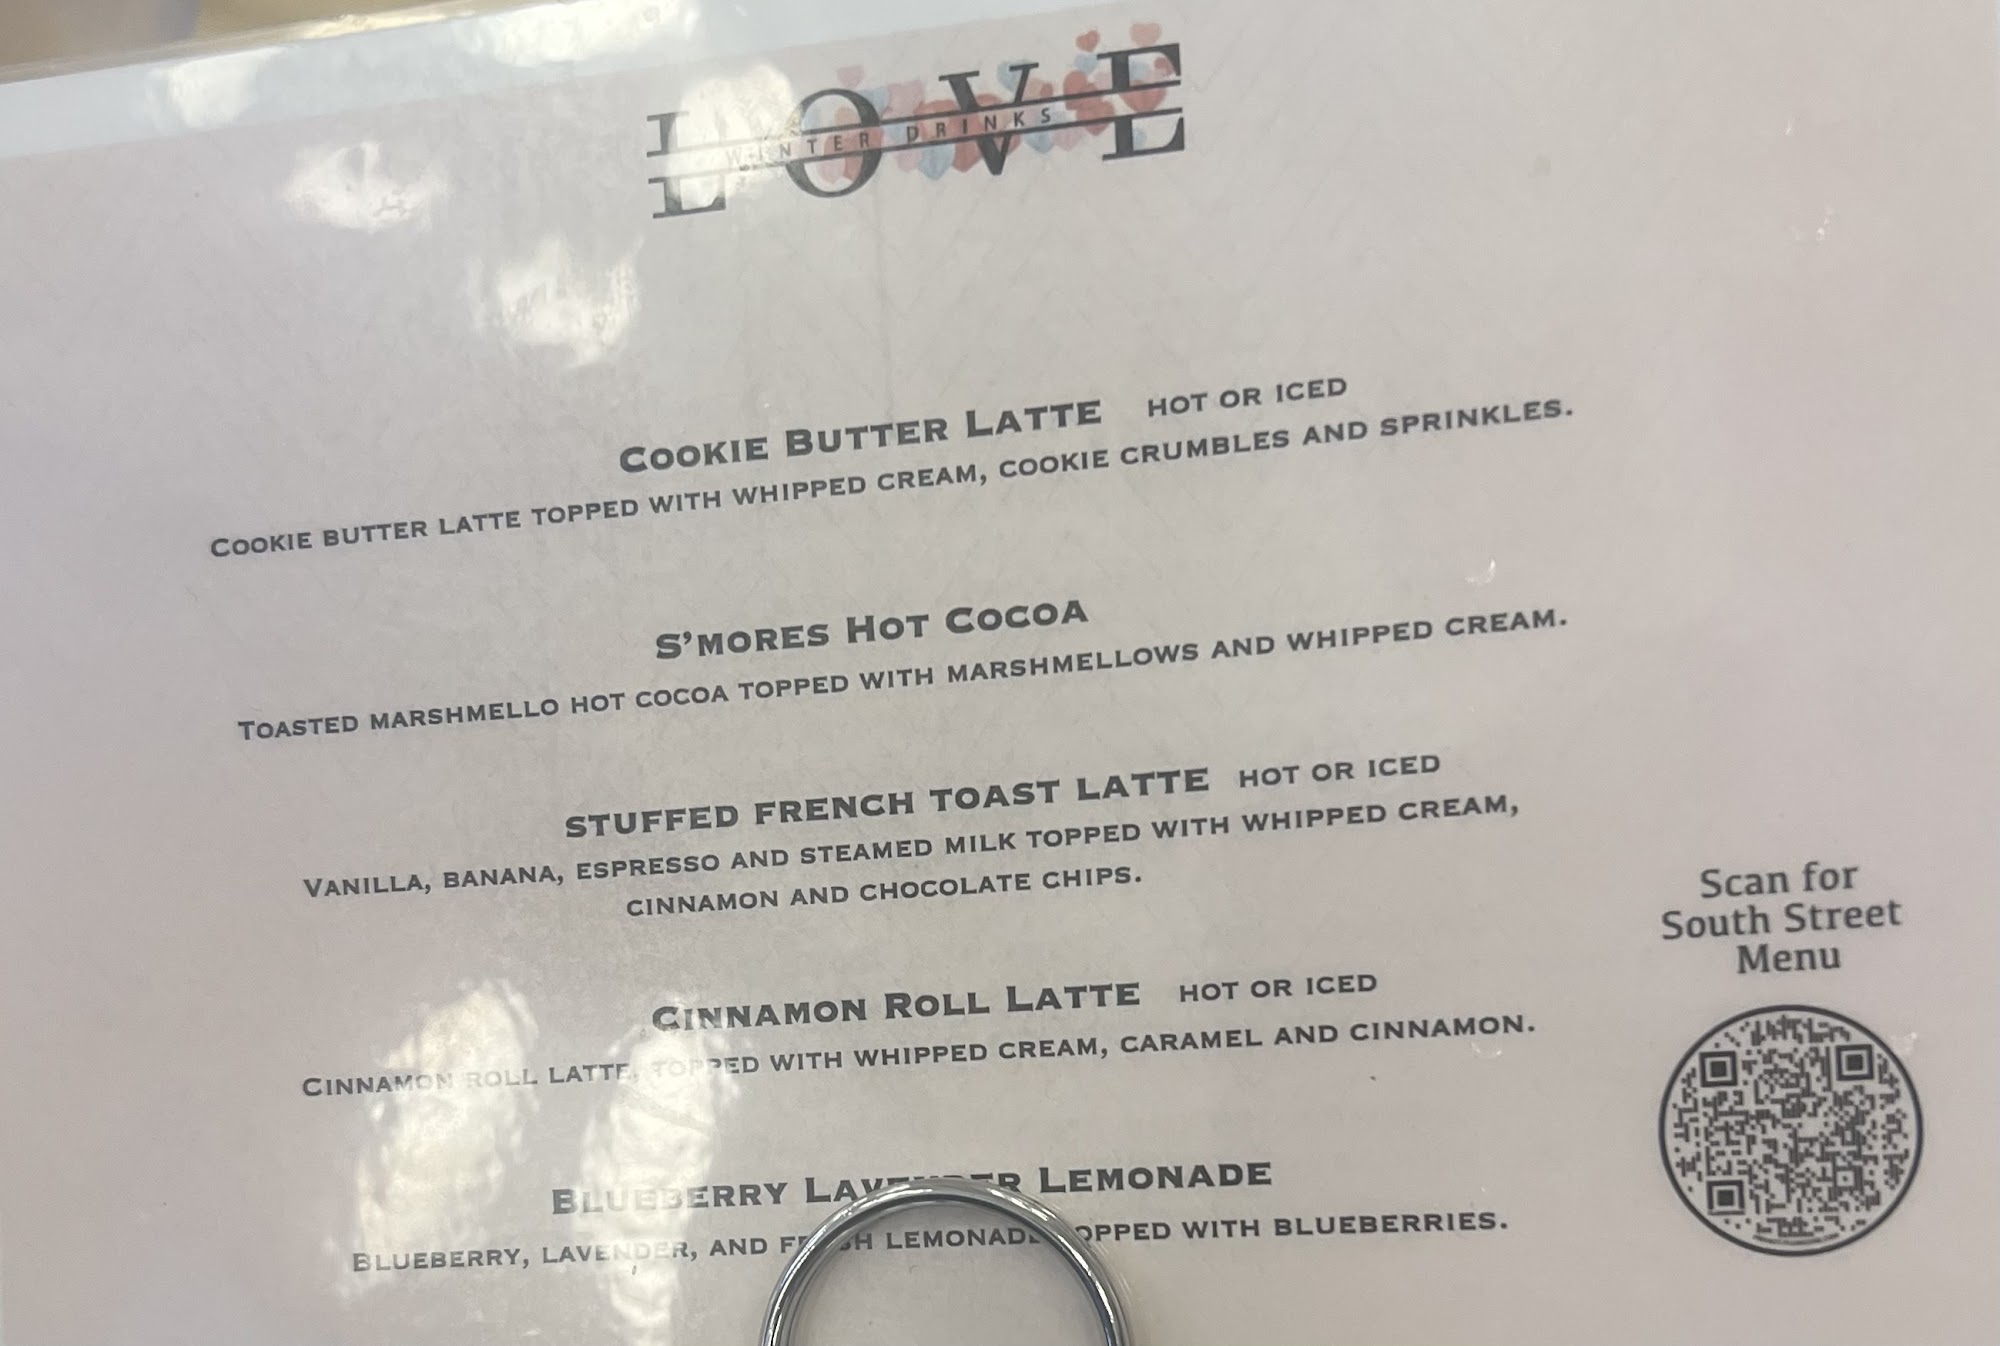 LOVE
WINTER DRINKS
COOKIE BUTTER LATTE HOT OR ICED
COOKIE BUTTER LATTE TOPPED WITH WHIPPED CREAM, COOKIE CRUMBLES AND SPRINKLES.
S'MORES HOT COCOA
TOASTED MARSHMELLO HOT COCOA TOPPED WITH MARSHMELLOWS AND WHIPPED CREAM.
STUFFED FRENCH TOAST LATTE HOT OR ICED
VANILLA, BANANA, ESPRESSO AND STEAMED MILK TOPPED WITH WHIPPED CREAM,
CINNAMON AND CHOCOLATE CHIPS.
CINNAMON ROLL LATTE HOT OR ICED
CINNAMON ROLL LATTE, TOPPED WITH WHIPPED CREAM, CARAMEL AND CINNAMON.
BLUEBERRY LAVENDER LEMONADE
BLUEBERRY, LAVENDER, AND FRESH LEMONADE TOPPED WITH BLUEBERRIES.
Scan for
South Street
Menu